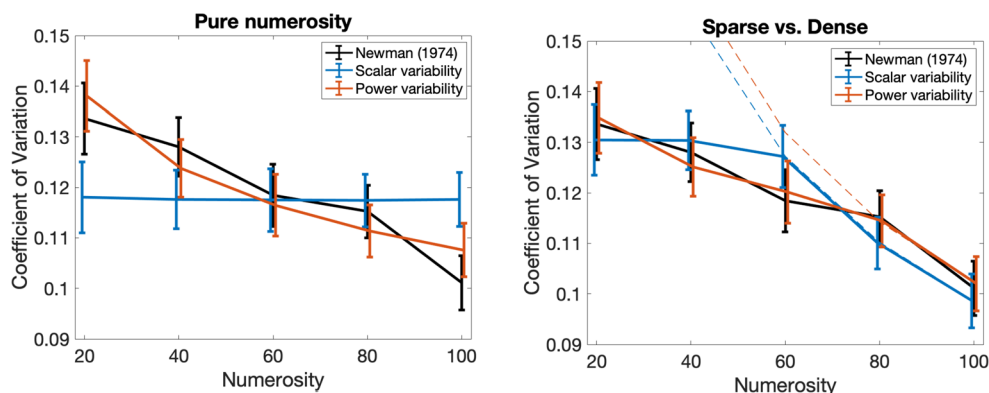 Pure numerosity
0.15
0.14
0.13
0.12
0.11
0.1
0.09
Coefficient of Variation
Newman (1974)
Scalar variability
Power variability
20 40 60 80 100
Numerosity
Sparse vs. Dense
0.15
0.14
0.13
0.12
0.11
0.1
0.09
Coefficient of Variation
Newman (1974)
Scalar variability
Power variability
20 40 60 80 100
Numerosity